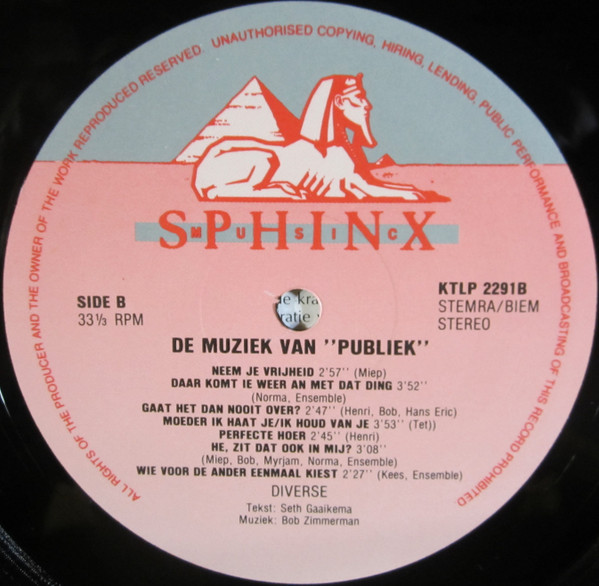 ALL RIGHTS OF THE PRODUCER AND THE OWNER OF THE WORK REPRODUCED RESERVED. UNAUTHORISED COPYING, HIRING, LENDING, PUBLIC PERFORMANCE AND BROADCASTING OF THIS RECORD PROHIBITED
SPHINX
MUSIC
SIDE B
33⅓ RPM
KTLP 2291B
STEMRA/BIEM
STEREO
de kra
ratie
DE MUZIEK VAN "PUBLIEK"
NEEM JE VRIJHEID 2'57" (Miep)
DAAR KOMT IE WEER AN MET DAT DING 3'52"
(Norma, Ensemble)
GAAT HET DAN NOOIT OVER? 2'47" (Henri, Bob, Hans Eric)
MOEDER IK HAAT JE/IK HOUD VAN JE 3'53" (Tet))
PERFECTE HOER 2'45" (Henri)
HE, ZIT DAT OOK IN MIJ? 3'08"
(Miep, Bob, Myrjam, Norma, Ensemble)
WIE VOOR DE ANDER EENMAAL KIEST 2'27" (Kees, Ensemble)
DIVERSE
Tekst: Seth Gaaikema
Muziek: Bob Zimmerman